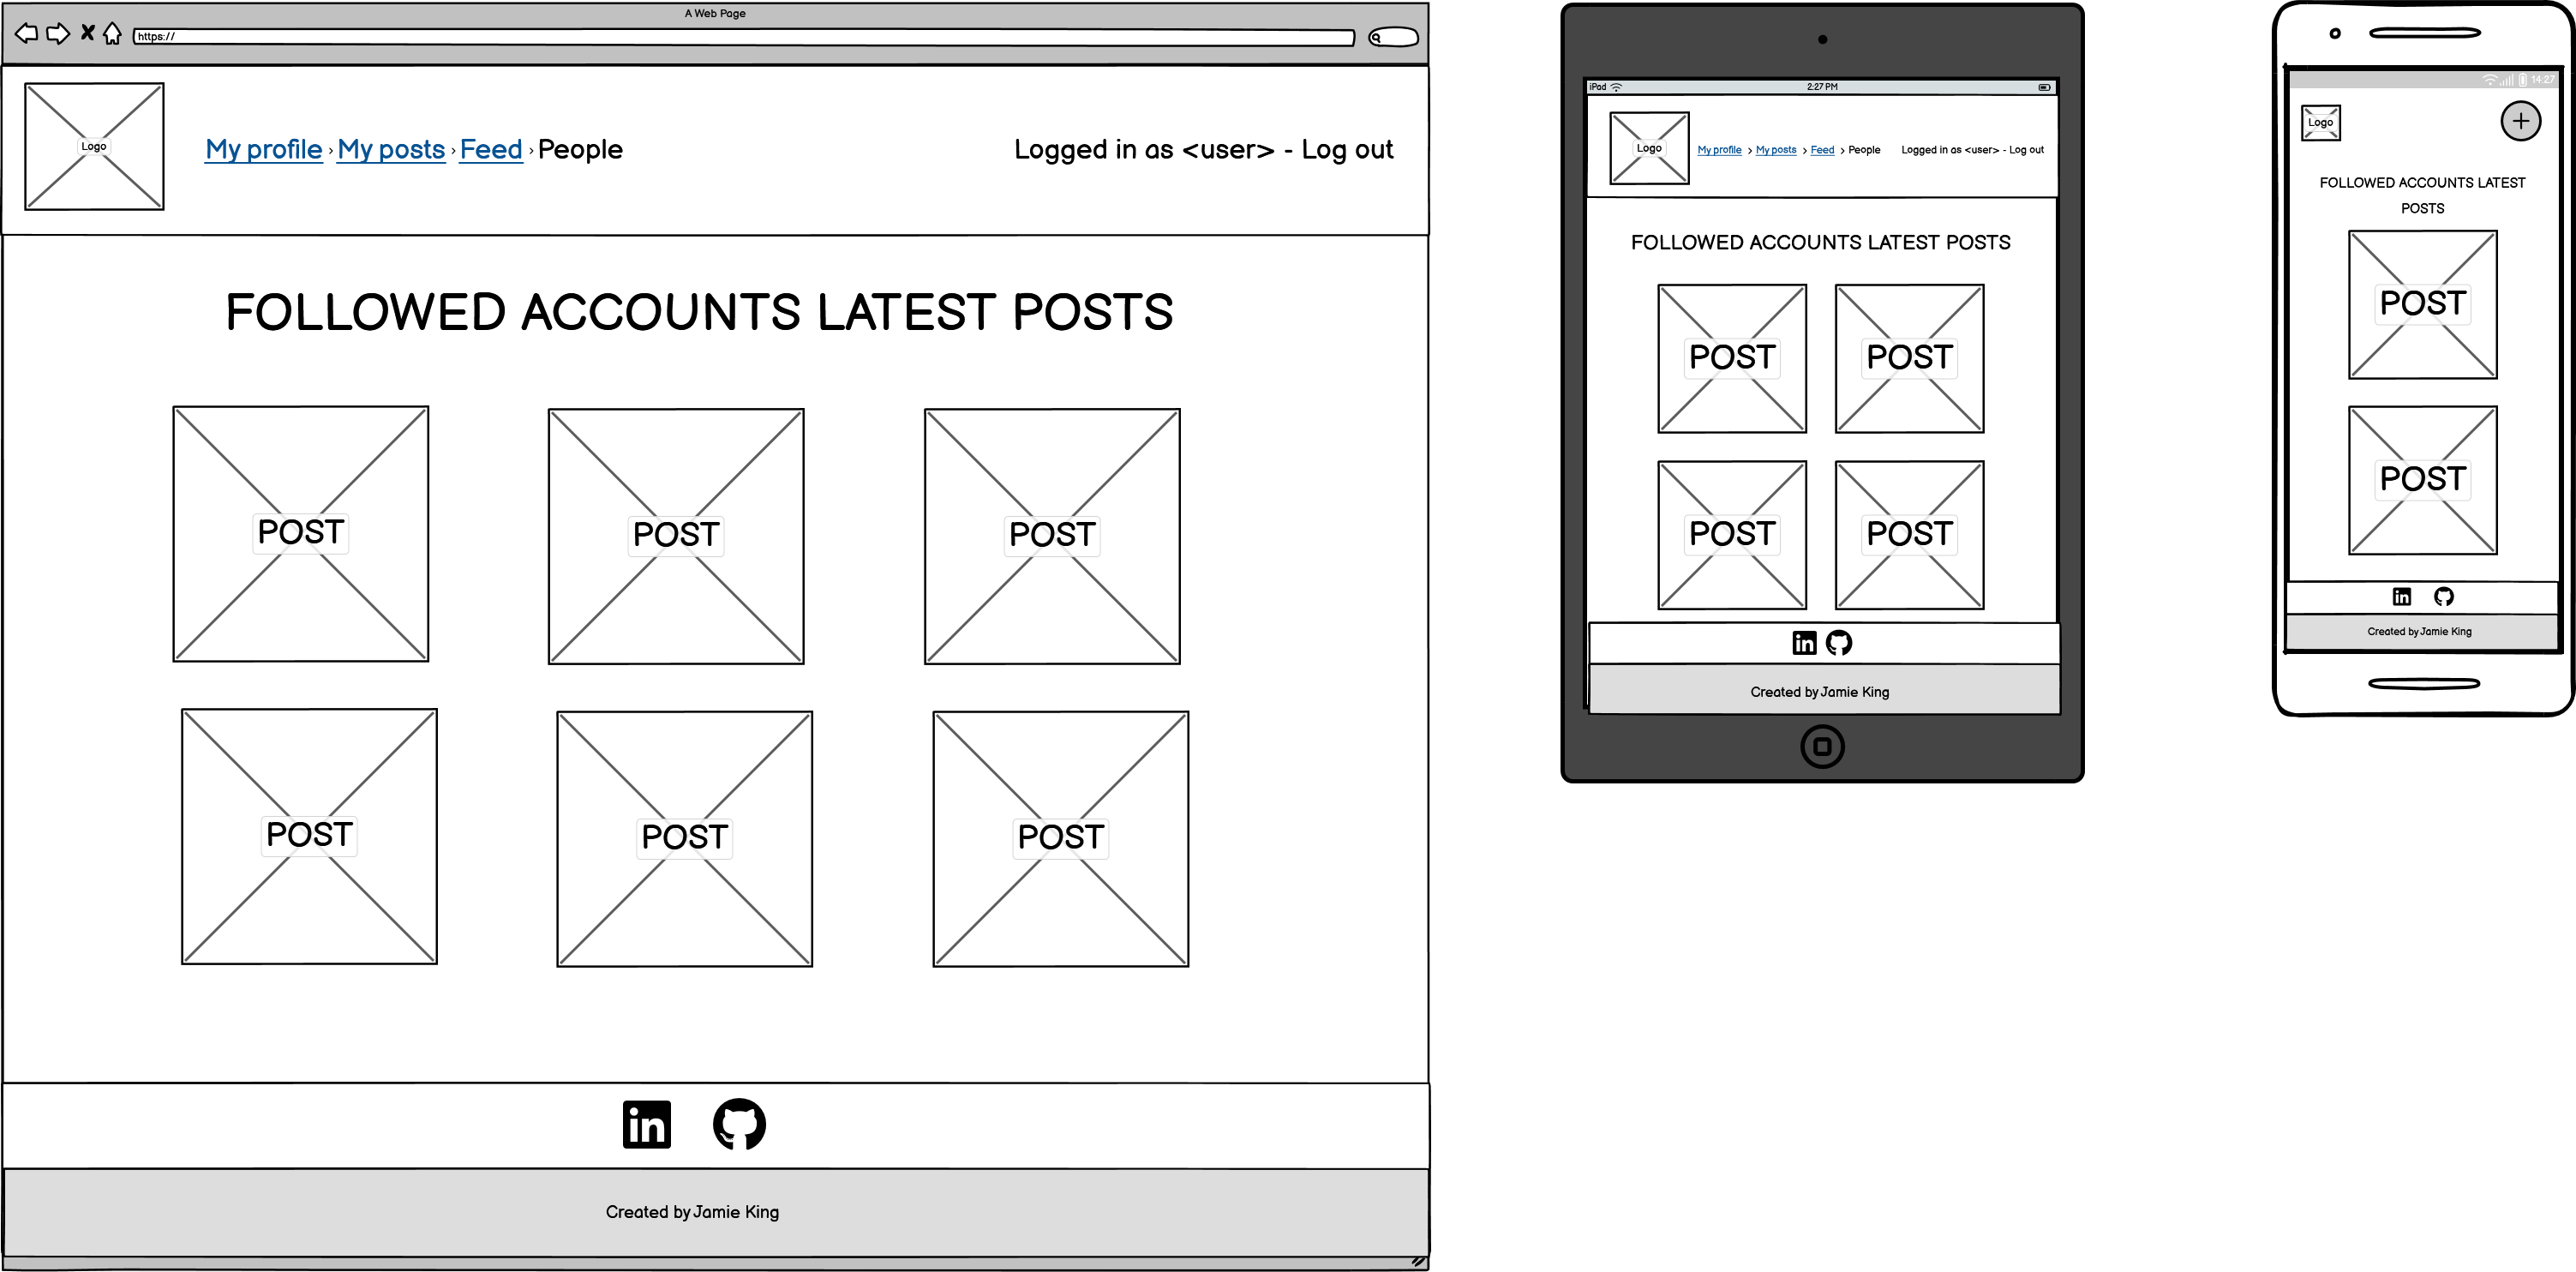 A Web Page
https://
Logo
My profile › My posts › Feed › People
Logged in as <user> - Log out
FOLLOWED ACCOUNTS LATEST POSTS
POST
POST
POST
POST
POST
POST
Created by Jamie King
iPad
2:27 PM
Logo
My profile > My posts > Feed > People
Logged in as <user> - Log out
FOLLOWED ACCOUNTS LATEST POSTS
POST
POST
POST
POST
in
Created by Jamie King
14:27
Logo
FOLLOWED ACCOUNTS LATEST
POSTS
POST
POST
in
Created by Jamie King